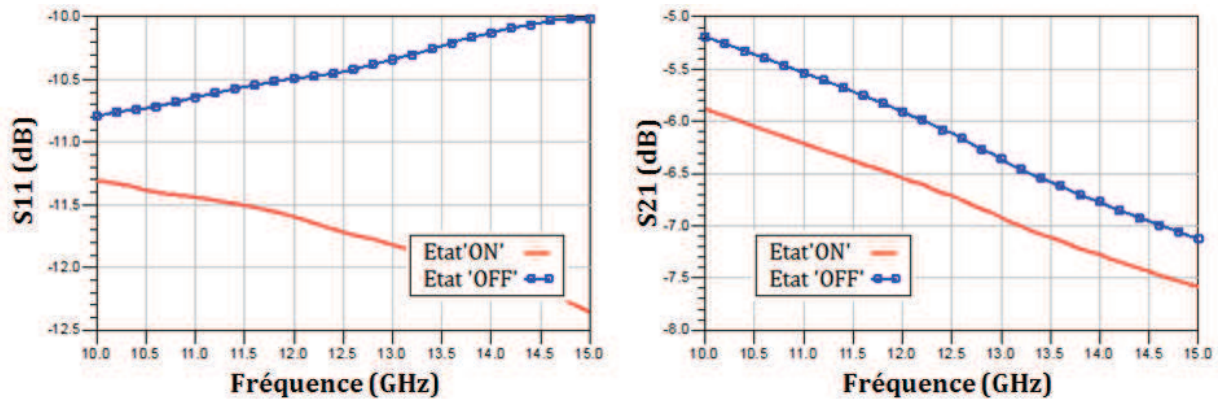 -10.0
-10.5
-11.0
-11.5
-12.0
-12.5
S11 (dB)
Etat'ON'
Etat 'OFF'
10.0 10.5 11.0 11.5 12.0 12.5 13.0 13.5 14.0 14.5 15.0
Fréquence (GHz)
-5.0
-5.5
-6.0
-6.5
-7.0
-7.5
-8.0
S21 (dB)
Etat'ON'
Etat 'OFF'
10.0 10.5 11.0 11.5 12.0 12.5 13.0 13.5 14.0 14.5 15.0
Fréquence (GHz)